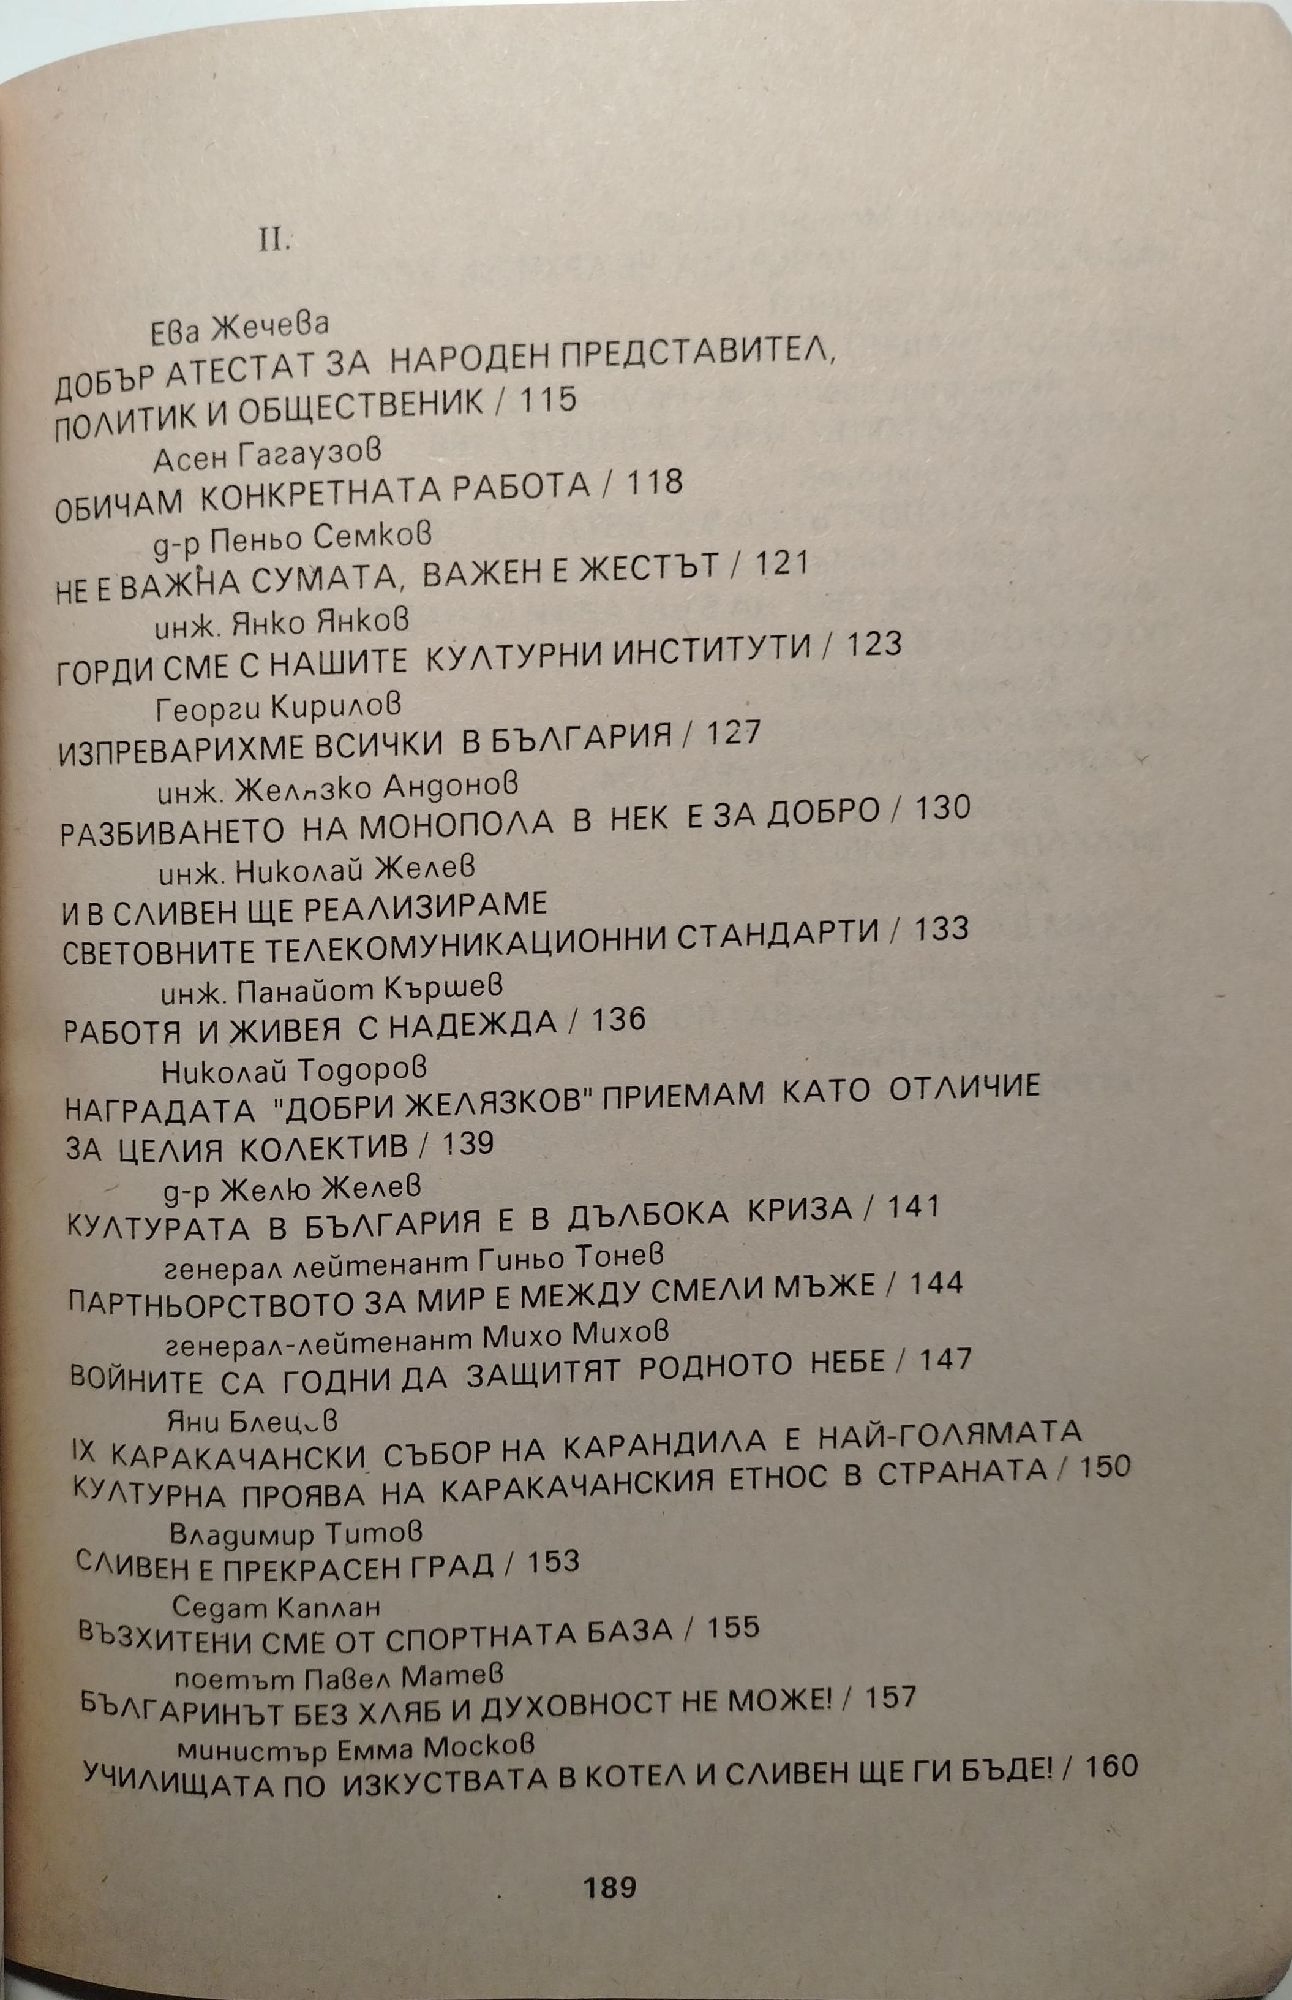 II.
Ева Жечева
ДОБЪР АТЕСТАТ ЗА НАРОДЕН ПРЕДСТАВИТЕЛ,
ПОЛИТИК И ОБЩЕСТВЕНИК / 115
Асен Гагаузов
ОБИЧАМ КОНКРЕТНАТА РАБОТА / 118
д-р Пеньо Семков
НЕ Е ВАЖНА СУМАТА, ВАЖЕН Е ЖЕСТЪТ / 121
инж. Янко Янков
ГОРДИ СМЕ С НАШИТЕ КУЛТУРНИ ИНСТИТУТИ / 123
Георги Кирилов
ИЗПРЕВАРИХМЕ ВСИЧКИ В БЪЛГАРИЯ / 127
инж. Желязко Андонов
РАЗБИВАНЕТО НА МОНОПОЛА В НЕК Е ЗА ДОБРО / 130
инж. Николай Желев
И В СЛИВЕН ЩЕ РЕАЛИЗИРАМЕ
СВЕТОВНИТЕ ТЕЛЕКОМУНИКАЦИОННИ СТАНДАРТИ / 133
инж. Панайот Кършев
РАБОТЯ И ЖИВЕЯ С НАДЕЖДА / 136
Николай Тодоров
НАГРАДАТА "ДОБРИ ЖЕЛЯЗКОВ" ПРИЕМАМ КАТО ОТЛИЧИЕ
ЗА ЦЕЛИЯ КОЛЕКТИВ / 139
д-р Желю Желев
КУЛТУРАТА В БЪЛГАРИЯ Е В ДЪЛБОКА КРИЗА / 141
генерал лейтенант Гиньо Тонев
ПАРТНЬОРСТВОТО ЗА МИР Е МЕЖДУ СМЕЛИ МЪЖЕ / 144
генерал-лейтенант Михо Михов
ВОЙНИТЕ СА ГОДНИ ДА ЗАЩИТЯТ РОДНОТО НЕБЕ / 147
Яни
IX КАРАКАЧАНСКИ СЪБОР НА КАРАНДИЛА Е НАЙ-ГОЛЯМАТА
КУЛТУРНА ПРОЯВА НА КАРАКАЧАНСКИЯ ЕТНОС В СТРАНАТА / 150
Владимир Титов
СЛИВЕН Е ПРЕКРАСЕН ГРАД / 153
Седат Каплан
ВЪЗХИТЕНИ СМЕ ОТ СПОРТНАТА БАЗА / 155
поетът Павел Матев
БЪЛГАРИНЪТ БЕЗ ХЛЯБ И ДУХОВНОСТ НЕ МОЖЕ! / 157
министър Емма Москов
УЧИЛИЩАТА ПО ИЗКУСТВАТА В КОТЕЛ И СЛИВЕН ЩЕ ГИ БЪДЕ! / 160
189